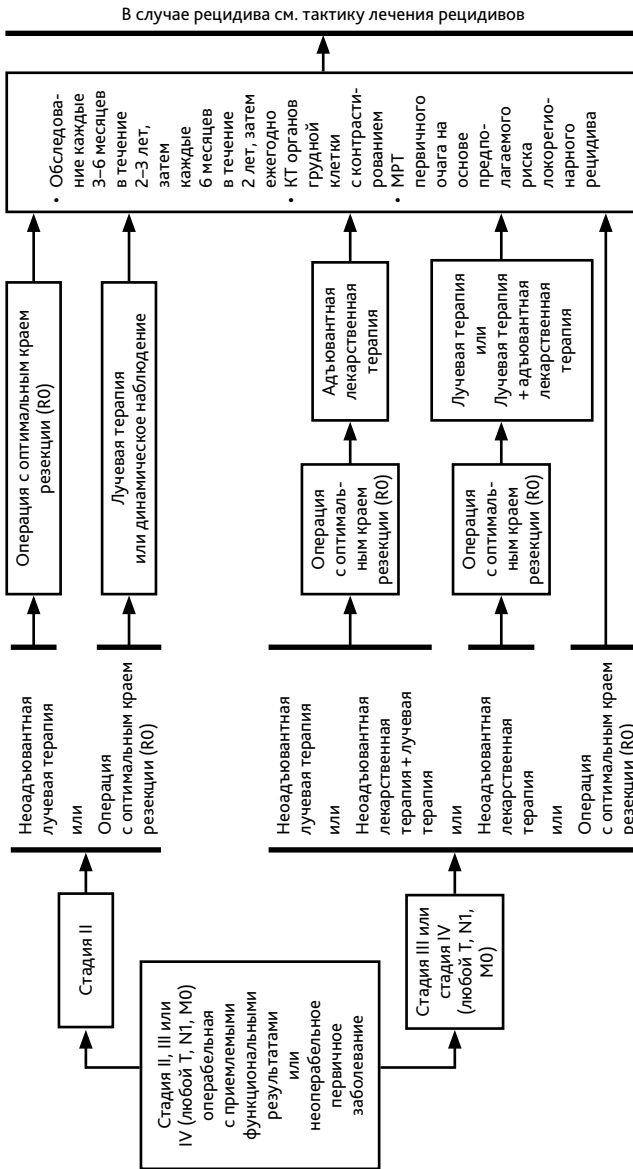 Стадия II, III или
IV (любой T, N1, M0)
операбельная
с приемлемыми
функциональными
результатами
или
неоперабельное
первичное
заболевание
Стадия II
Стадия III или
стадия IV
(любой T, N1,
M0)
Неоадъювантная
лучевая терапия
или
Операция
с оптимальным краем
резекции (R0)
Неоадъювантная
лучевая терапия
или
Неоадъювантная
лекарственная
терапия + лучевая
терапия
или
Неоадъювантная
лекарственная
терапия
или
Операция
с оптимальным краем
резекции (R0)
Операция с оптимальным краем
резекции (R0)
Лучевая терапия
или динамическое наблюдение
Операция
с оптималь-
ным краем
резекции (R0)
Адъювантная
лекарственная
терапия
Операция
с оптималь-
ным краем
резекции (R0)
Лучевая терапия
или
Лучевая терапия
+ адъювантная
лекарственная
терапия
• Обследова-
ние каждые
3–6 месяцев
в течение
2–3 лет,
затем
каждые
6 месяцев
в течение
2 лет, затем
ежегодно
• КТ органов
грудной
клетки
с контрасти-
рованием
• МРТ
первичного
очага на
основе
предпо-
лагаемого
риска
локорегио-
нарного
рецидива
В случае рецидива см. тактику лечения рецидивов